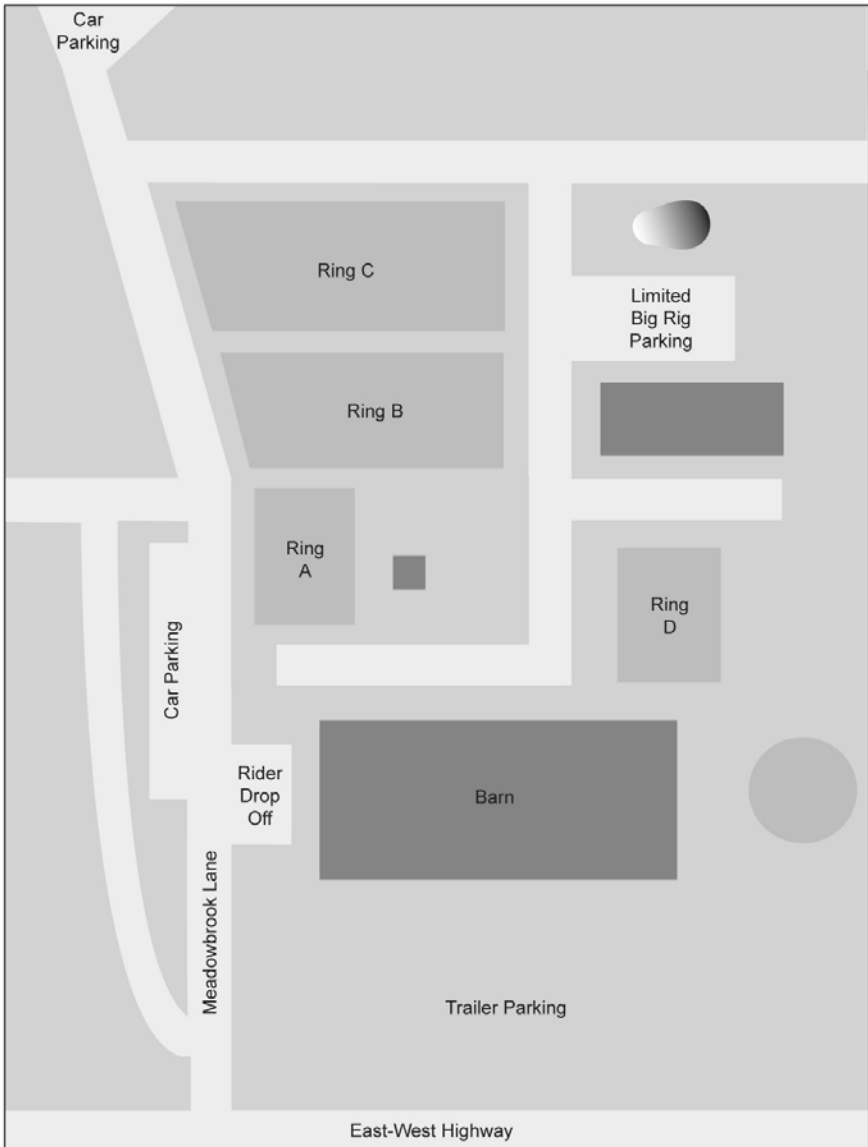 Car
Parking
Ring C
Limited
Big Rig
Parking
Ring B
Ring
A
Ring
D
Car Parking
Rider
Drop
Off
Barn
Meadowbrook Lane
Trailer Parking
East-West Highway